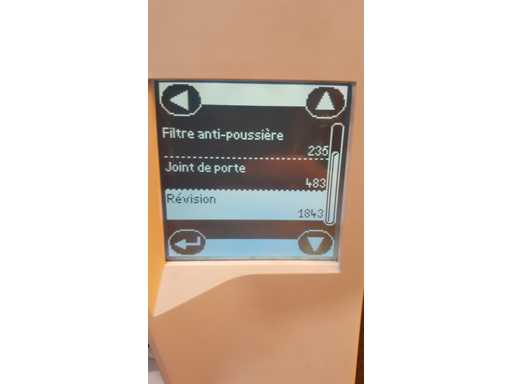 Filtre anti-poussière
235
Joint de porte
483
Révision
1843